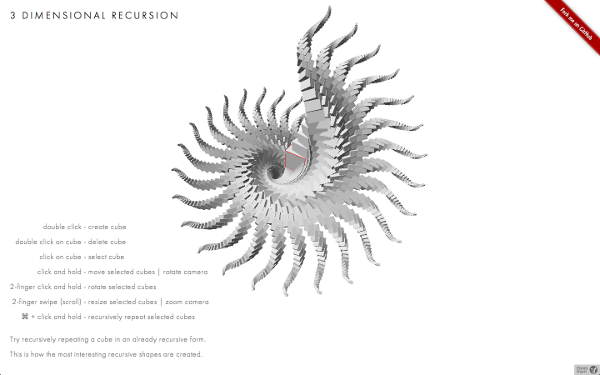 3 DIMENSIONAL RECURSION
Fork me on GitHub
double click - create cube
double click on cube - delete cube
click on cube - select cube
click and hold - move selected cubes | rotate camera
2-finger click and hold - rotate selected cubes
2-finger swipe (scroll) - resize selected cubes | zoom camera
⌘ + click and hold - recursively repeat selected cubes
Try recursively repeating a cube in an already recursive form.
This is how the most interesting recursive shapes are created.